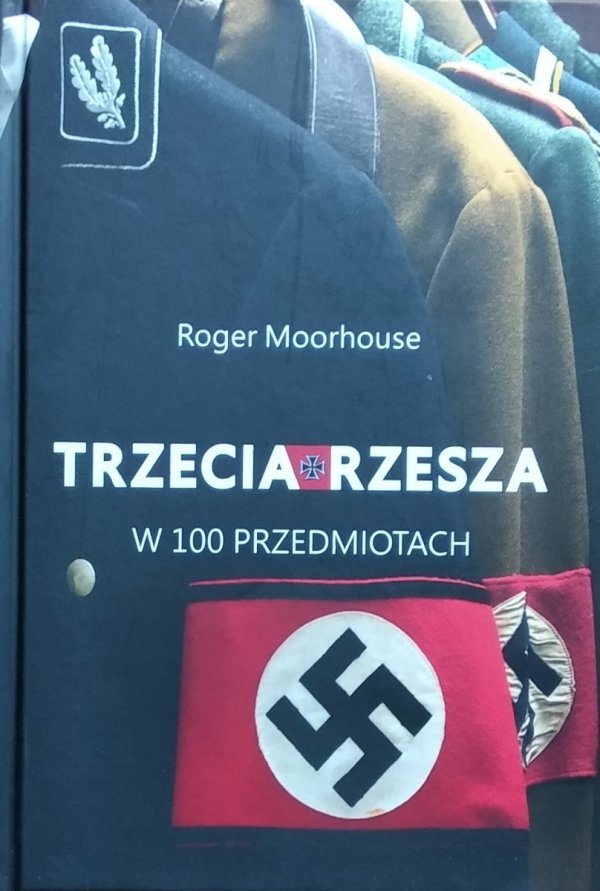 Roger Moorhouse
TRZECIA RZESZA
W 100 PRZEDMIOTACH